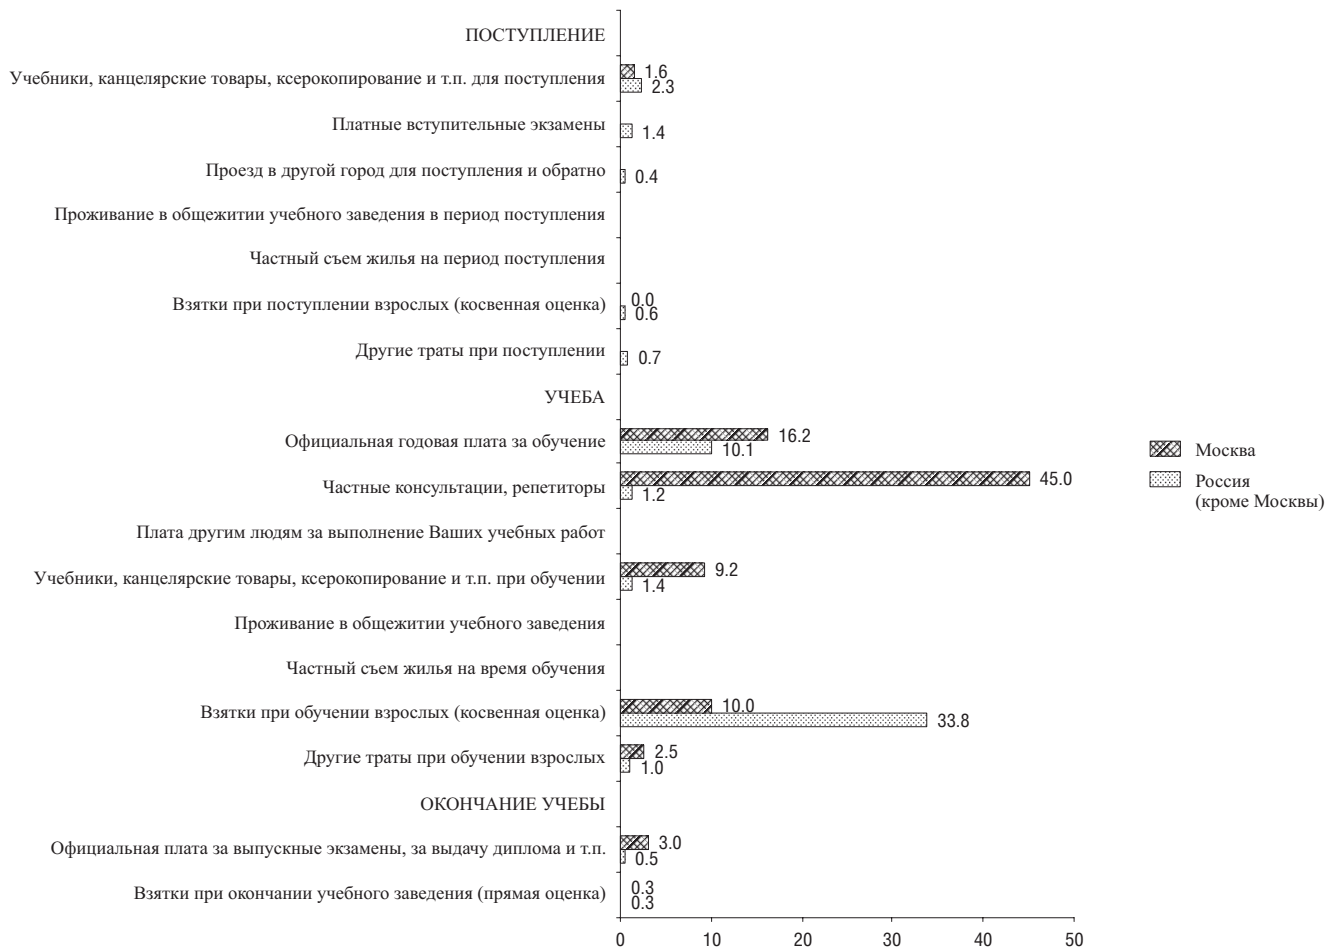 ПОСТУПЛЕНИЕ
Учебники, канцелярские товары, ксерокопирование и т.п. для поступления
1.6
2.3
Платные вступительные экзамены
1.4
Проезд в другой город для поступления и обратно
0.4
Проживание в общежитии учебного заведения в период поступления
Частный съем жилья на период поступления
Взятки при поступлении взрослых (косвенная оценка)
0.0
0.6
Другие траты при поступлении
0.7
УЧЕБА
Официальная годовая плата за обучение
16.2
10.1
Частные консультации, репетиторы
45.0
1.2
Плата другим людям за выполнение Ваших учебных работ
Учебники, канцелярские товары, ксерокопирование и т.п. при обучении
9.2
1.4
Проживание в общежитии учебного заведения
Частный съем жилья на время обучения
Взятки при обучении взрослых (косвенная оценка)
10.0
33.8
Другие траты при обучении взрослых
2.5
1.0
ОКОНЧАНИЕ УЧЕБЫ
Официальная плата за выпускные экзамены, за выдачу диплома и т.п.
3.0
0.5
Взятки при окончании учебного заведения (прямая оценка)
0.3
0.3
0 10 20 30 40 50
Москва
Россия
(кроме Москвы)